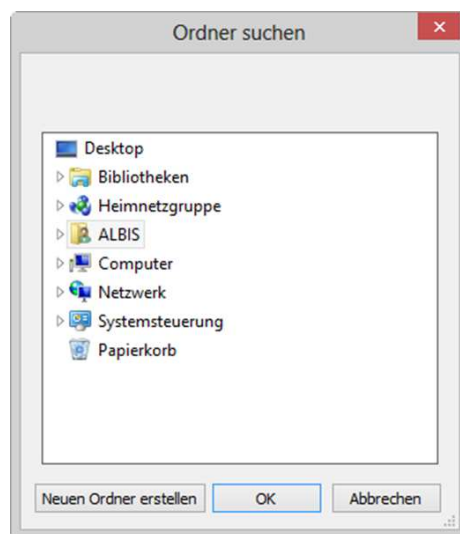 Ordner suchen
Desktop
Bibliotheken
Heimnetzgruppe
ALBIS
Computer
Netzwerk
Systemsteuerung
Papierkorb
Neuen Ordner erstellen OK Abbrechen